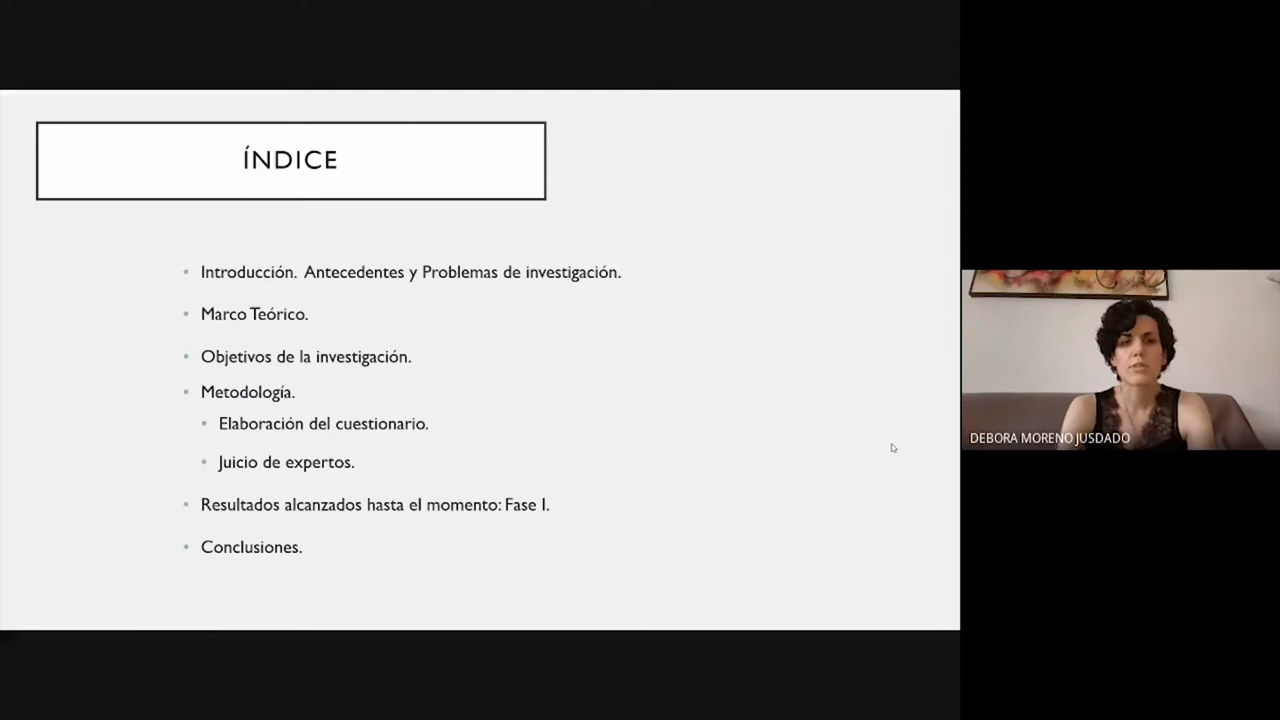 ÍNDICE
Introducción. Antecedentes y Problemas de investigación.
Marco Teórico.
Objetivos de la investigación.
Metodología.
Elaboración del cuestionario.
Juicio de expertos.
Resultados alcanzados hasta el momento: Fase I.
Conclusiones.
DEBORA MORENO JUSDADO